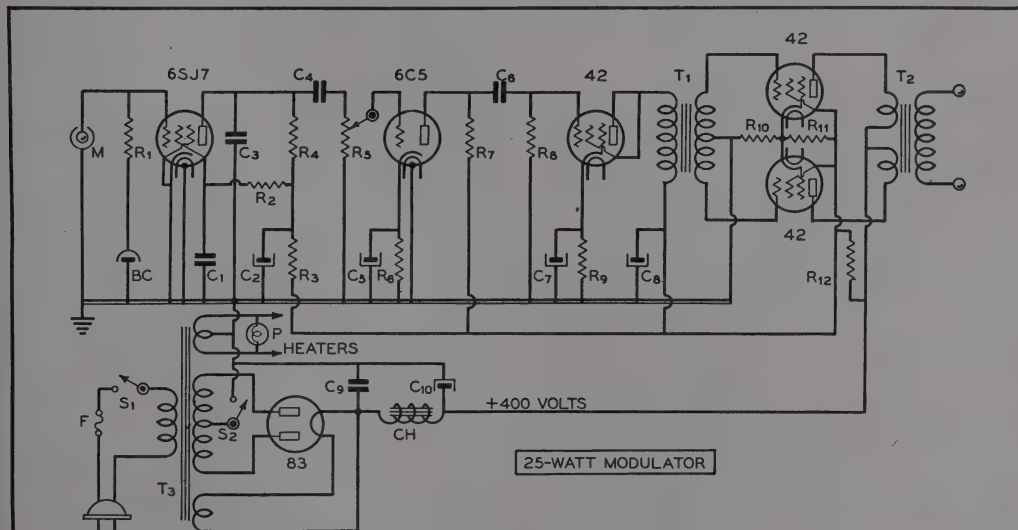 42
6SJ7 C4 6C5 C6 42 T1 T2
M R1 C3 R4 R5 R7 R8 R10 R11
R2
42
BC C1 C2 R3 C5 R6 C7 R9 C8 R12
P
HEATERS
S1 C9 C10
F S2 +400 VOLTS
CH
83 25-WATT MODULATOR
T3